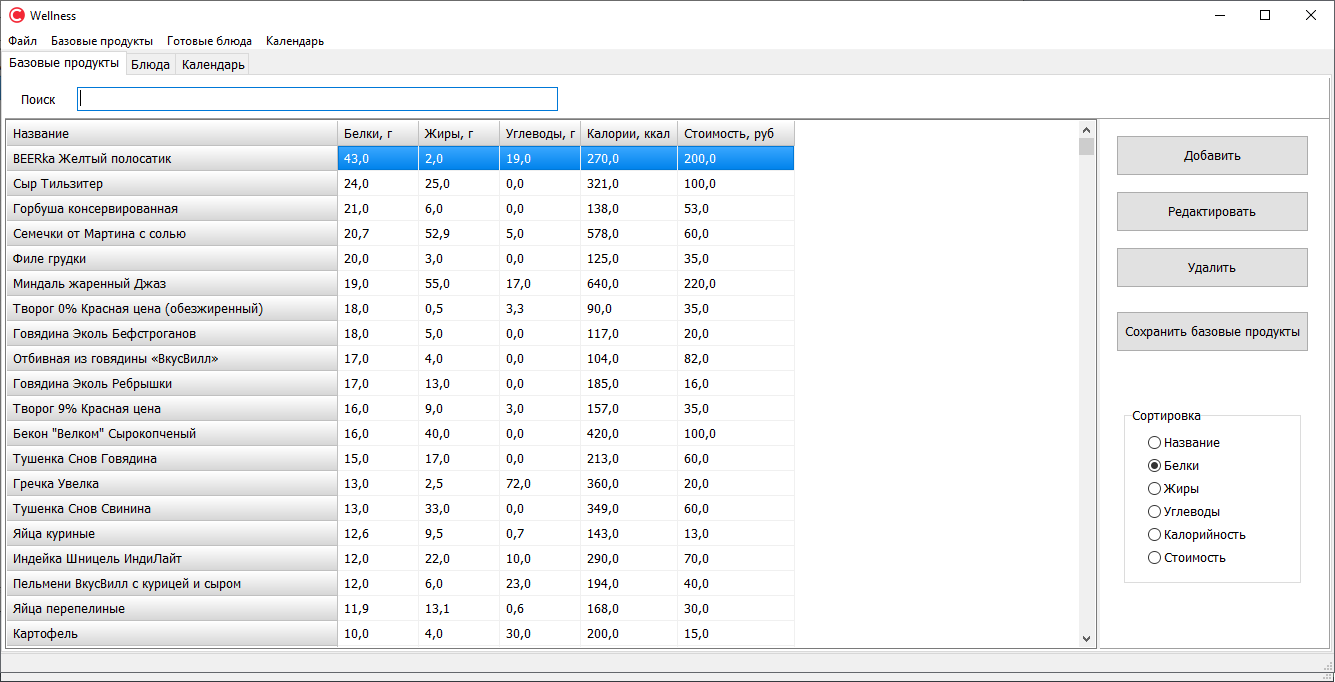 Wellness
Файл Базовые продукты Готовые блюда Календарь
Базовые продукты Блюда Календарь
Поиск
Название Белки, г Жиры, г Углеводы, г Калории, ккал Стоимость, руб
BEERka Желтый полосатик 43,0 2,0 19,0 270,0 200,0
Сыр Тильзитер 24,0 25,0 0,0 321,0 100,0
Горбуша консервированная 21,0 6,0 0,0 138,0 53,0
Семечки от Мартина с солью 20,7 52,9 5,0 578,0 60,0
Филе грудки 20,0 3,0 0,0 125,0 35,0
Миндаль жаренный Джаз 19,0 55,0 17,0 640,0 220,0
Творог 0% Красная цена (обезжиренный) 18,0 0,5 3,3 90,0 35,0
Говядина Эколь Бефстроганов 18,0 5,0 0,0 117,0 20,0
Отбивная из говядины «ВкусВилл» 17,0 4,0 0,0 104,0 82,0
Говядина Эколь Ребрышки 17,0 13,0 0,0 185,0 16,0
Творог 9% Красная цена 16,0 9,0 3,0 157,0 35,0
Бекон "Велком" Сырокопченый 16,0 40,0 0,0 420,0 100,0
Тушенка Снов Говядина 15,0 17,0 0,0 213,0 60,0
Гречка Увелка 13,0 2,5 72,0 360,0 20,0
Тушенка Снов Свинина 13,0 33,0 0,0 349,0 60,0
Яйца куриные 12,6 9,5 0,7 143,0 13,0
Индейка Шницель ИндиЛайт 12,0 22,0 10,0 290,0 70,0
Пельмени ВкусВилл с курицей и сыром 12,0 6,0 23,0 194,0 40,0
Яйца перепелиные 11,9 13,1 0,6 168,0 30,0
Картофель 10,0 4,0 30,0 200,0 15,0
Добавить
Редактировать
Удалить
Сохранить базовые продукты
Сортировка
Название
Белки
Жиры
Углеводы
Калорийность
Стоимость